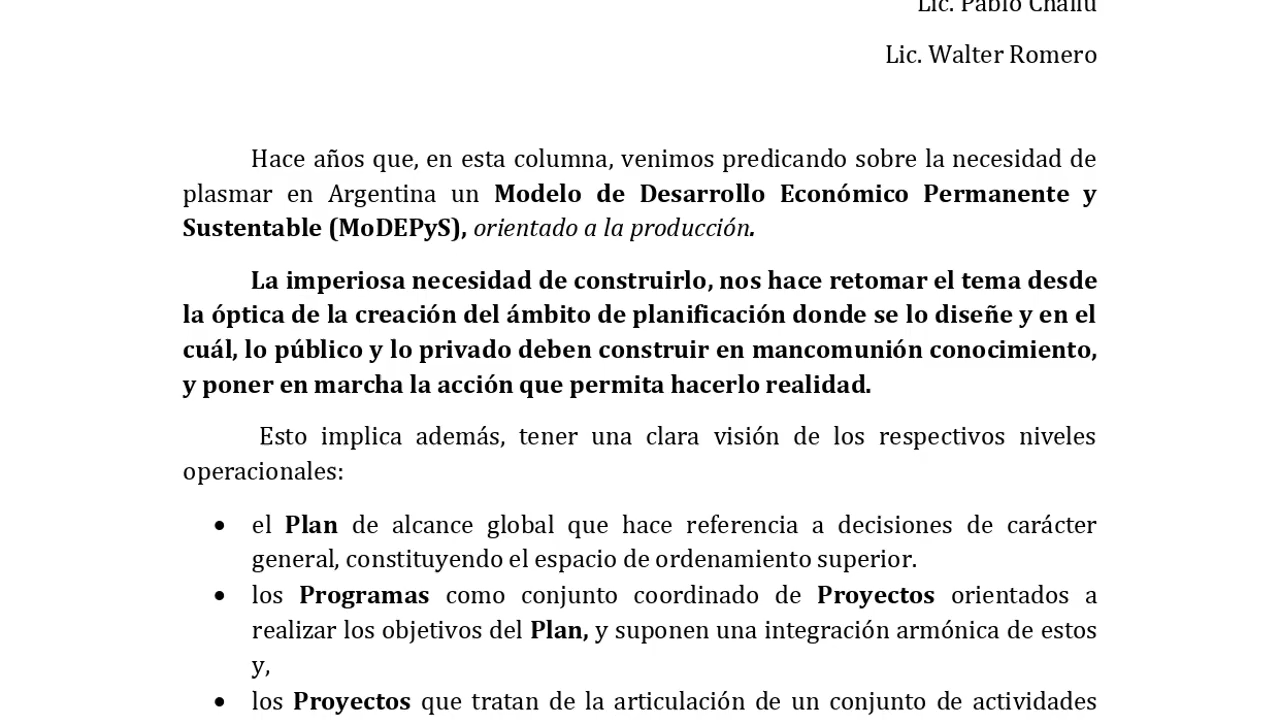 Lic. Pablo Challú
Lic. Walter Romero
Hace años que, en esta columna, venimos predicando sobre la necesidad de
plasmar en Argentina un Modelo de Desarrollo Económico Permanente y
Sustentable (MoDEPyS), orientado a la producción.
La imperiosa necesidad de construirlo, nos hace retomar el tema desde
la óptica de la creación del ámbito de planificación donde se lo diseñe y en el
cuál, lo público y lo privado deben construir en mancomunión conocimiento,
y poner en marcha la acción que permita hacerlo realidad.
Esto implica además, tener una clara visión de los respectivos niveles
operacionales:
• el Plan de alcance global que hace referencia a decisiones de carácter
general, constituyendo el espacio de ordenamiento superior.
• los Programas como conjunto coordinado de Proyectos orientados a
realizar los objetivos del Plan, y suponen una integración armónica de estos
y,
• los Proyectos que tratan de la articulación de un conjunto de actividades